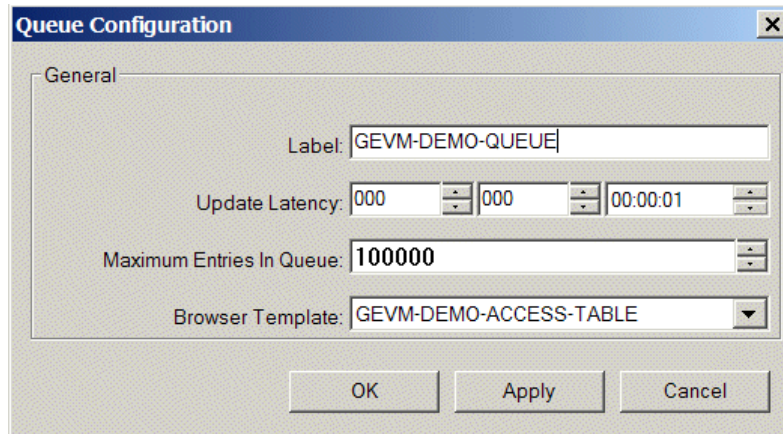 Queue Configuration
General
Label: GEVM-DEMO-QUEUE
Update Latency: 000 000 00:00:01
Maximum Entries In Queue: 100000
Browser Template: GEVM-DEMO-ACCESS-TABLE
OK Apply Cancel